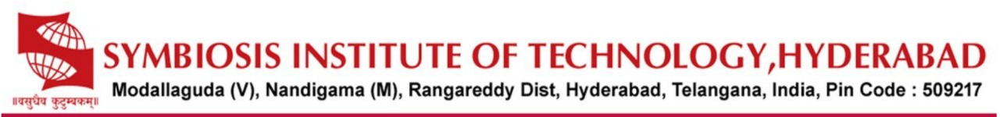 SYMBIOSIS INSTITUTE OF TECHNOLOGY,HYDERABAD
Modallaguda (V), Nandigama (M), Rangareddy Dist, Hyderabad, Telangana, India, Pin Code : 509217
॥वसुधैव कुटुम्बकम्॥